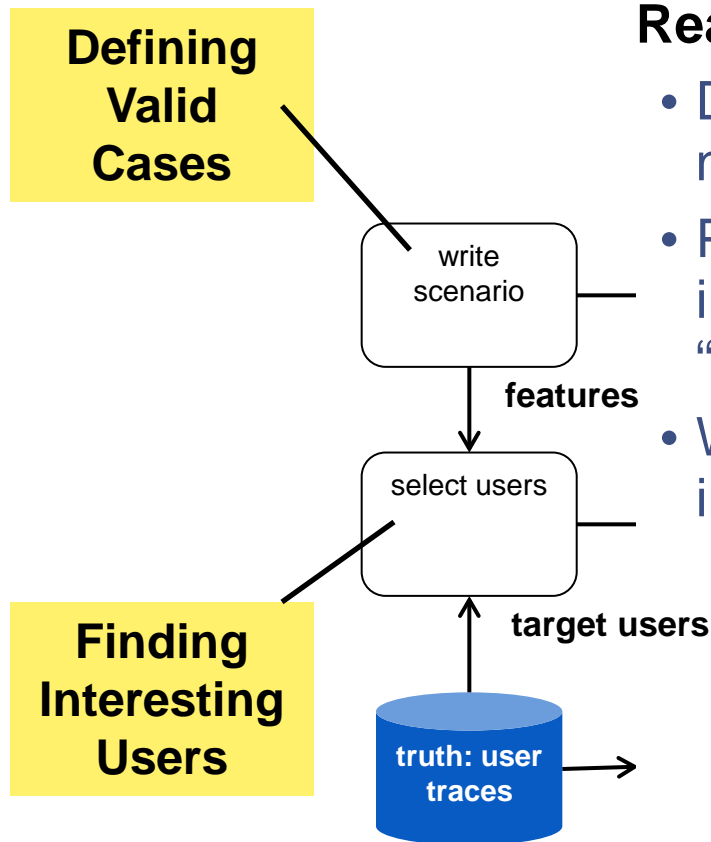 Defining
Valid
Cases
write
scenario
features
select users
target users
Finding
Interesting
Users
truth: user
traces